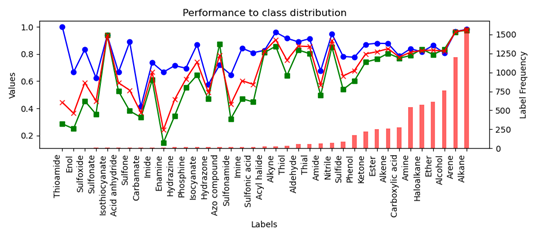 Performance to class distribution
1.0
0.8
0.6
0.4
0.2
Values
1500
1250
1000
750
500
250
0
Label Frequency
Thioamide
Enol
Sulfoxide
Sulfonate
Isothiocyanate
Acid anhydride
Sulfone
Carbamate
Imide
Enamine
Hydrazine
Phosphine
Isocyanate
Hydrazone
Azo compound
Sulfonamide
Imine
Sulfonic acid
Acyl halide
Alkyne
Thiol
Aldehyde
Thial
Amide
Nitrile
Sulfide
Phenol
Ketone
Ester
Alkene
Carboxylic acid
Amine
Haloalkane
Ether
Alcohol
Arene
Alkane
Labels